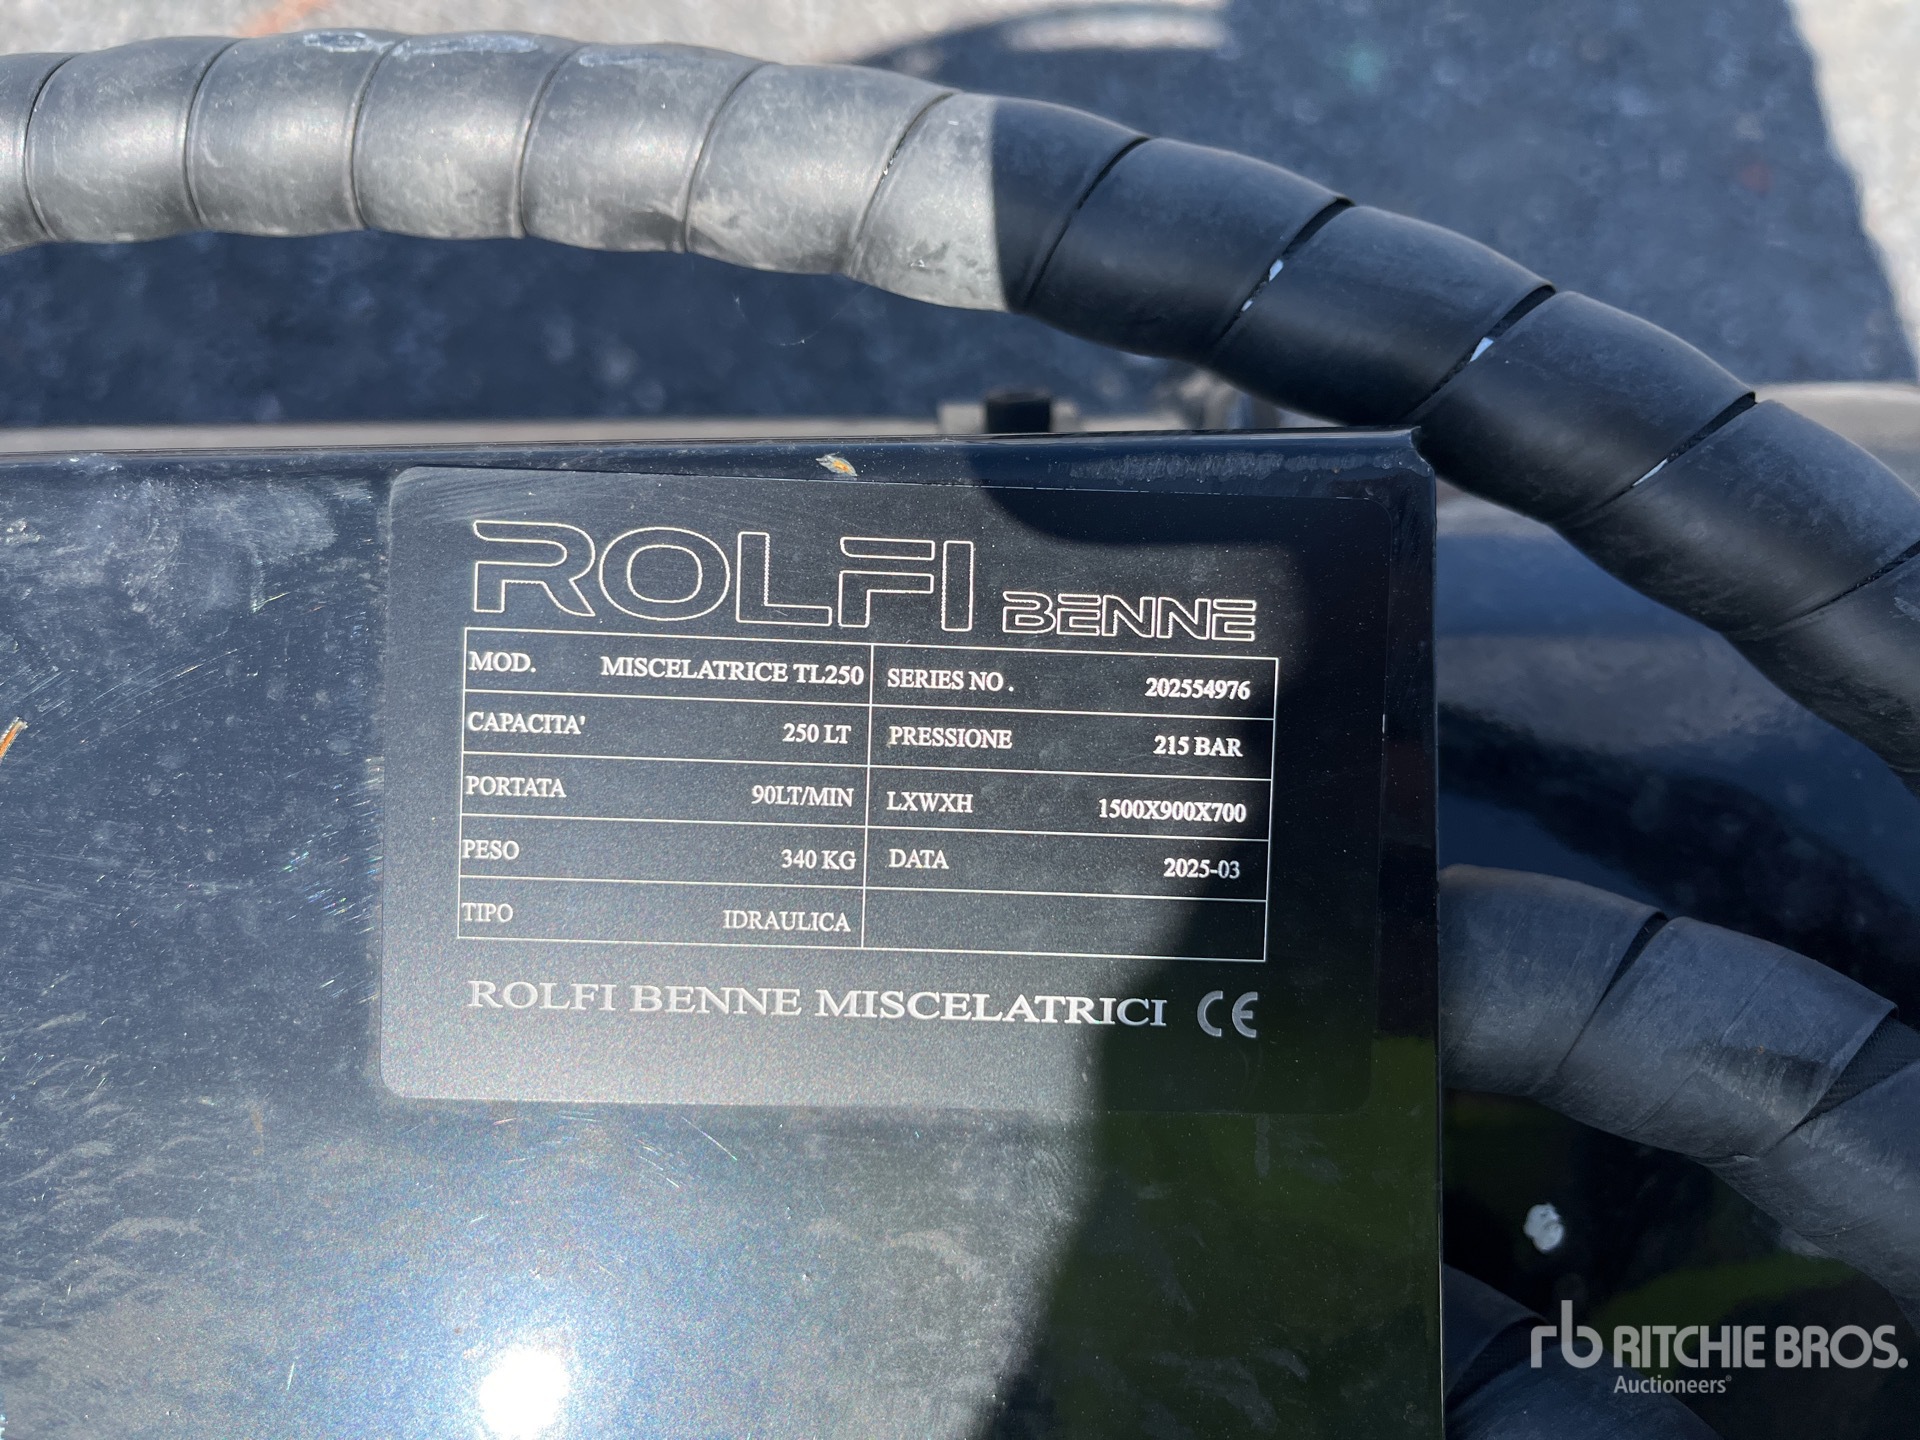 ROLFI BENNE
MOD. MISCELATRICE TL250 SERIES NO. 202554976
CAPACITA' 250 LT PRESSIONE 215 BAR
PORTATA 90LT/MIN LXWXH 1500X900X700
PESO 340 KG DATA 2025-03
TIPO IDRAULICA
ROLFI BENNE MISCELATRICI CE
rb RITCHIE BROS.
Auctioneers